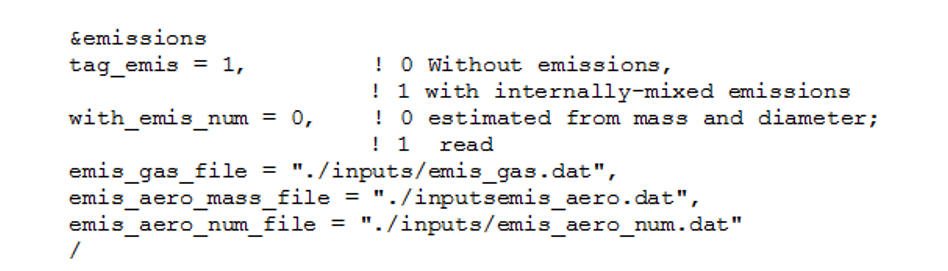 &emissions
tag_emis = 1, ! 0 Without emissions,
! 1 with internally-mixed emissions
with_emis_num = 0, ! 0 estimated from mass and diameter;
! 1 read
emis_gas_file = "./inputs/emis_gas.dat",
emis_aero_mass_file = "./inputsemis_aero.dat",
emis_aero_num_file = "./inputs/emis_aero_num.dat"
/